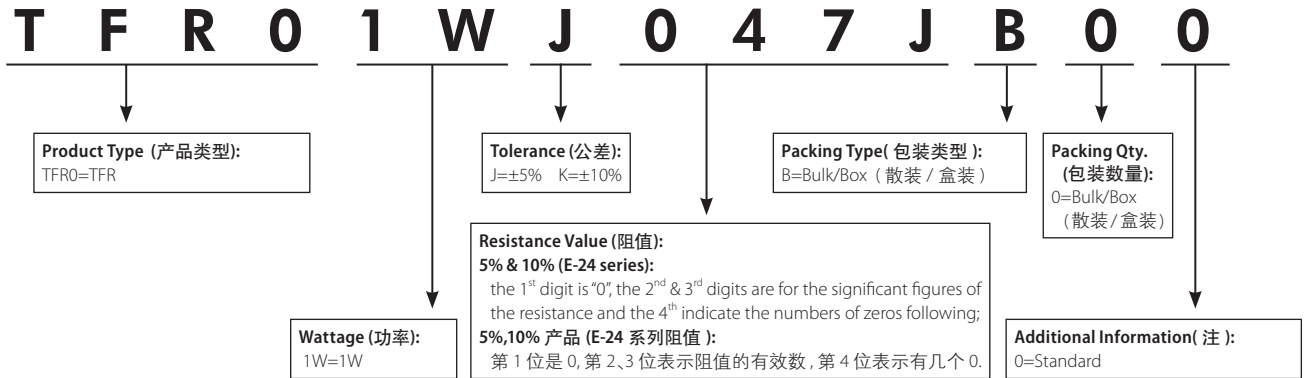 T F R 0 1 W J 0 4 7 J B 0 0
Product Type (产品类型):
TFR0=TFR
Tolerance (公差):
J=±5% K=±10%
Packing Type( 包装类型 ):
B=Bulk/Box ( 散装 / 盒装 )
Packing Qty.
(包装数量):
0=Bulk/Box
(散装/盒装)
Resistance Value (阻值):
5% & 10% (E-24 series):
the 1st digit is "0", the 2nd & 3rd digits are for the significant figures of
the resistance and the 4th indicate the numbers of zeros following;
5%,10% 产品 (E-24 系列阻值 ):
第 1 位是 0, 第 2、3 位表示阻值的有效数 , 第 4 位表示有几个 0.
Wattage (功率):
1W=1W
Additional Information( 注 ):
0=Standard